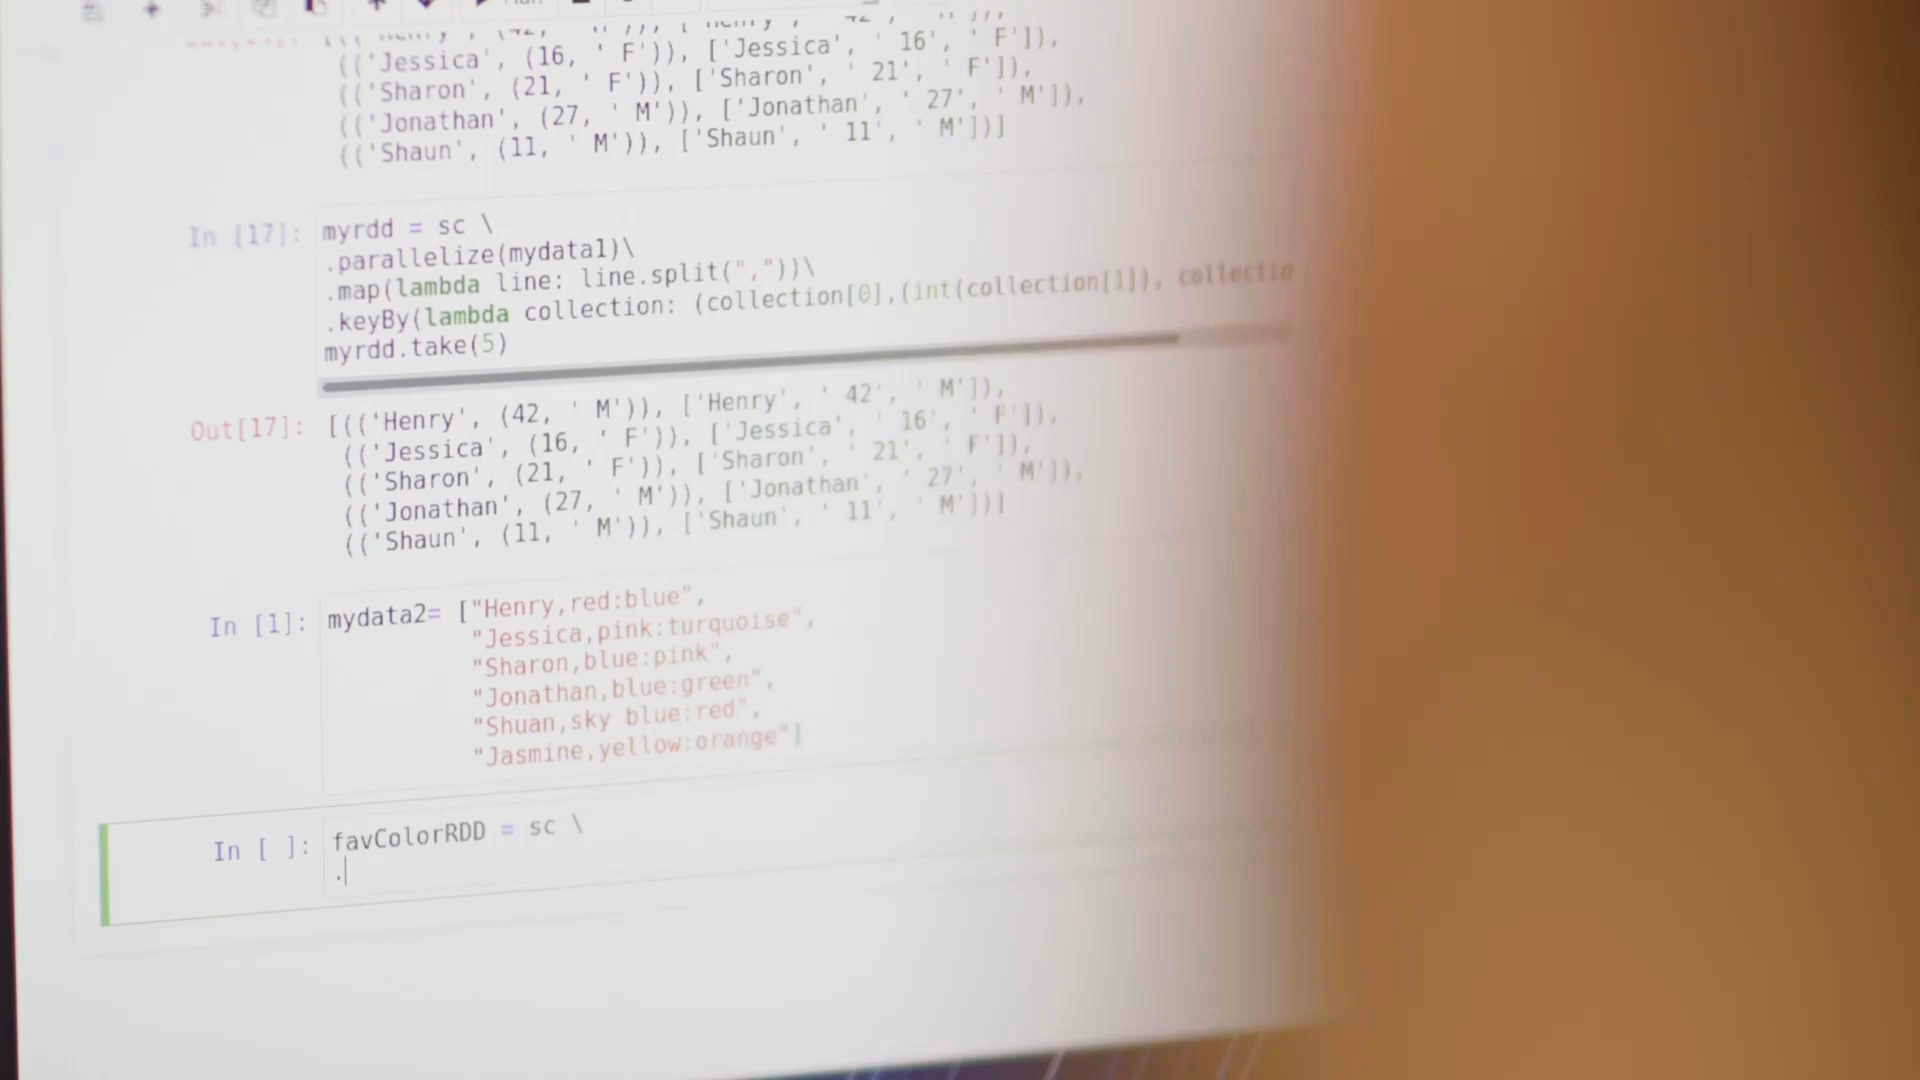 (('Jessica', (16, ' F')), ['Jessica', ' 16', ' F']),
(('Sharon', (21, ' F')), ['Sharon', ' 21', ' F']),
(('Jonathan', (27, ' M')), ['Jonathan', ' 27', ' M']),
(('Shaun', (11, ' M')), ['Shaun', ' 11', ' M'])]
In [17]: myrdd = sc \
.parallelize(mydata1)\
.map(lambda line: line.split(","))\
.keyBy(lambda collection: (collection[0],(int(collection[1]), collectio
myrdd.take(5)
Out[17]: [(('Henry', (42, ' M')), ['Henry', ' 42', ' M']),
(('Jessica', (16, ' F')), ['Jessica', ' 16', ' F']),
(('Sharon', (21, ' F')), ['Sharon', ' 21', ' F']),
(('Jonathan', (27, ' M')), ['Jonathan', ' 27', ' M']),
(('Shaun', (11, ' M')), ['Shaun', ' 11', ' M'])]
In [1]: mydata2= ["Henry,red:blue",
"Jessica,pink:turquoise",
"Sharon,blue:pink",
"Jonathan,blue:green",
"Shuan,sky blue:red",
"Jasmine,yellow:orange"]
In [ ]: favColorRDD = sc \
.